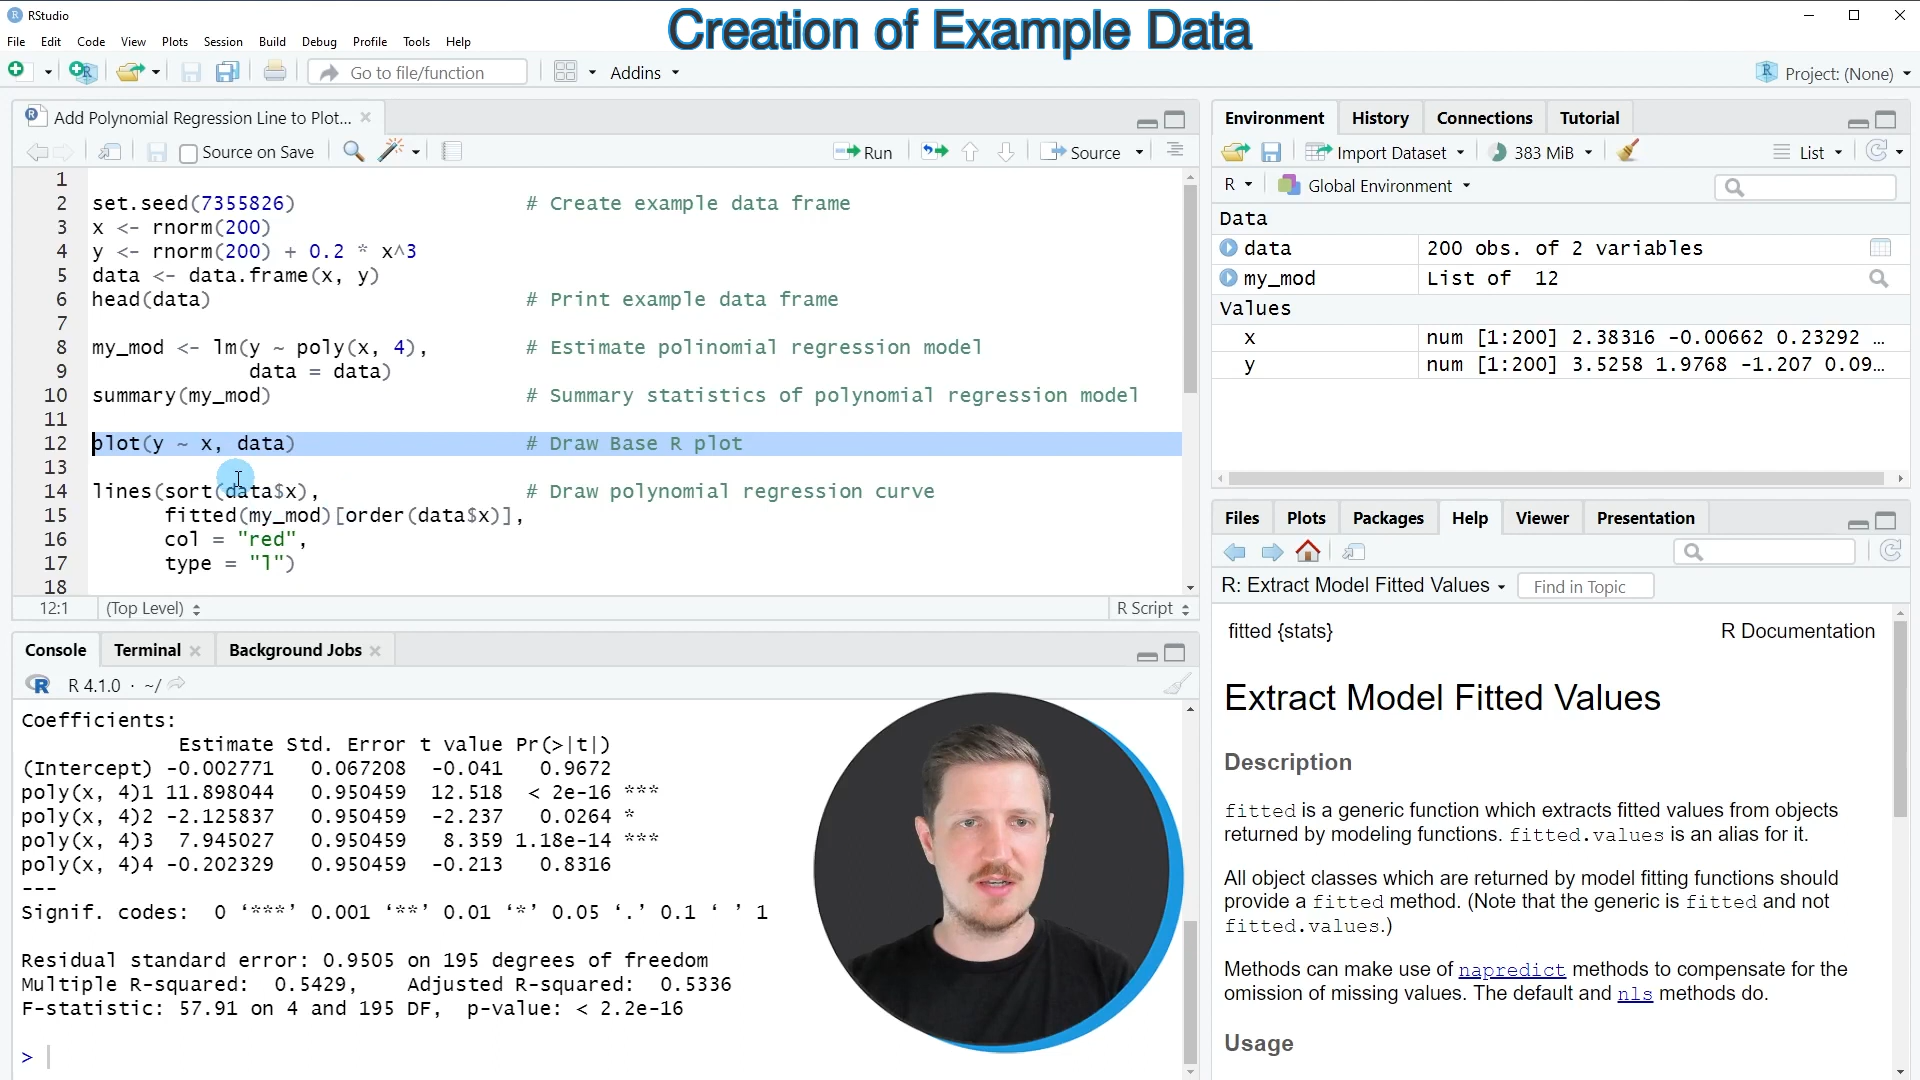 RStudio
Creation of Example Data
File Edit Code View Plots Session Build Debug Profile Tools Help
Go to file/function
Addins
Project: (None)
Add Polynomial Regression Line to Plot...
Source on Save
Run
Source
1
2 set.seed(7355826) # Create example data frame
3 x <- rnorm(200)
4 y <- rnorm(200) + 0.2 * x^3
5 data <- data.frame(x, y)
6 head(data) # Print example data frame
7
8 my_mod <- lm(y ~ poly(x, 4), # Estimate polinomial regression model
9 data = data)
10 summary(my_mod) # Summary statistics of polynomial regression model
11
12 plot(y ~ x, data) # Draw Base R plot
13
14 lines(sort(data$x), # Draw polynomial regression curve
15 fitted(my_mod)[order(data$x)],
16 col = "red",
17 type = "l")
18
12:1 (Top Level) R Script
Console Terminal Background Jobs
R 4.1.0 · ~/
Coefficients:
Estimate Std. Error t value Pr(>|t|)
(Intercept) -0.002771 0.067208 -0.041 0.9672
poly(x, 4)1 11.898044 0.950459 12.518 < 2e-16 ***
poly(x, 4)2 -2.125837 0.950459 -2.237 0.0264 *
poly(x, 4)3 7.945027 0.950459 8.359 1.18e-14 ***
poly(x, 4)4 -0.202329 0.950459 -0.213 0.8316
---
Signif. codes: 0 ‘***’ 0.001 ‘**’ 0.01 ‘*’ 0.05 ‘.’ 0.1 ‘ ’ 1
Residual standard error: 0.9505 on 195 degrees of freedom
Multiple R-squared: 0.5429, Adjusted R-squared: 0.5336
F-statistic: 57.91 on 4 and 195 DF, p-value: < 2.2e-16
>
Environment History Connections Tutorial
Import Dataset 383 MiB List
R Global Environment
Data
data 200 obs. of 2 variables
my_mod List of 12
Values
x num [1:200] 2.38316 -0.00662 0.23292 ...
y num [1:200] 3.5258 1.9768 -1.207 0.09...
Files Plots Packages Help Viewer Presentation
R: Extract Model Fitted Values Find in Topic
fitted {stats} R Documentation
Extract Model Fitted Values
Description
fitted is a generic function which extracts fitted values from objects
returned by modeling functions. fitted.values is an alias for it.
All object classes which are returned by model fitting functions should
provide a fitted method. (Note that the generic is fitted and not
fitted.values.)
Methods can make use of napredict methods to compensate for the
omission of missing values. The default and nls methods do.
Usage